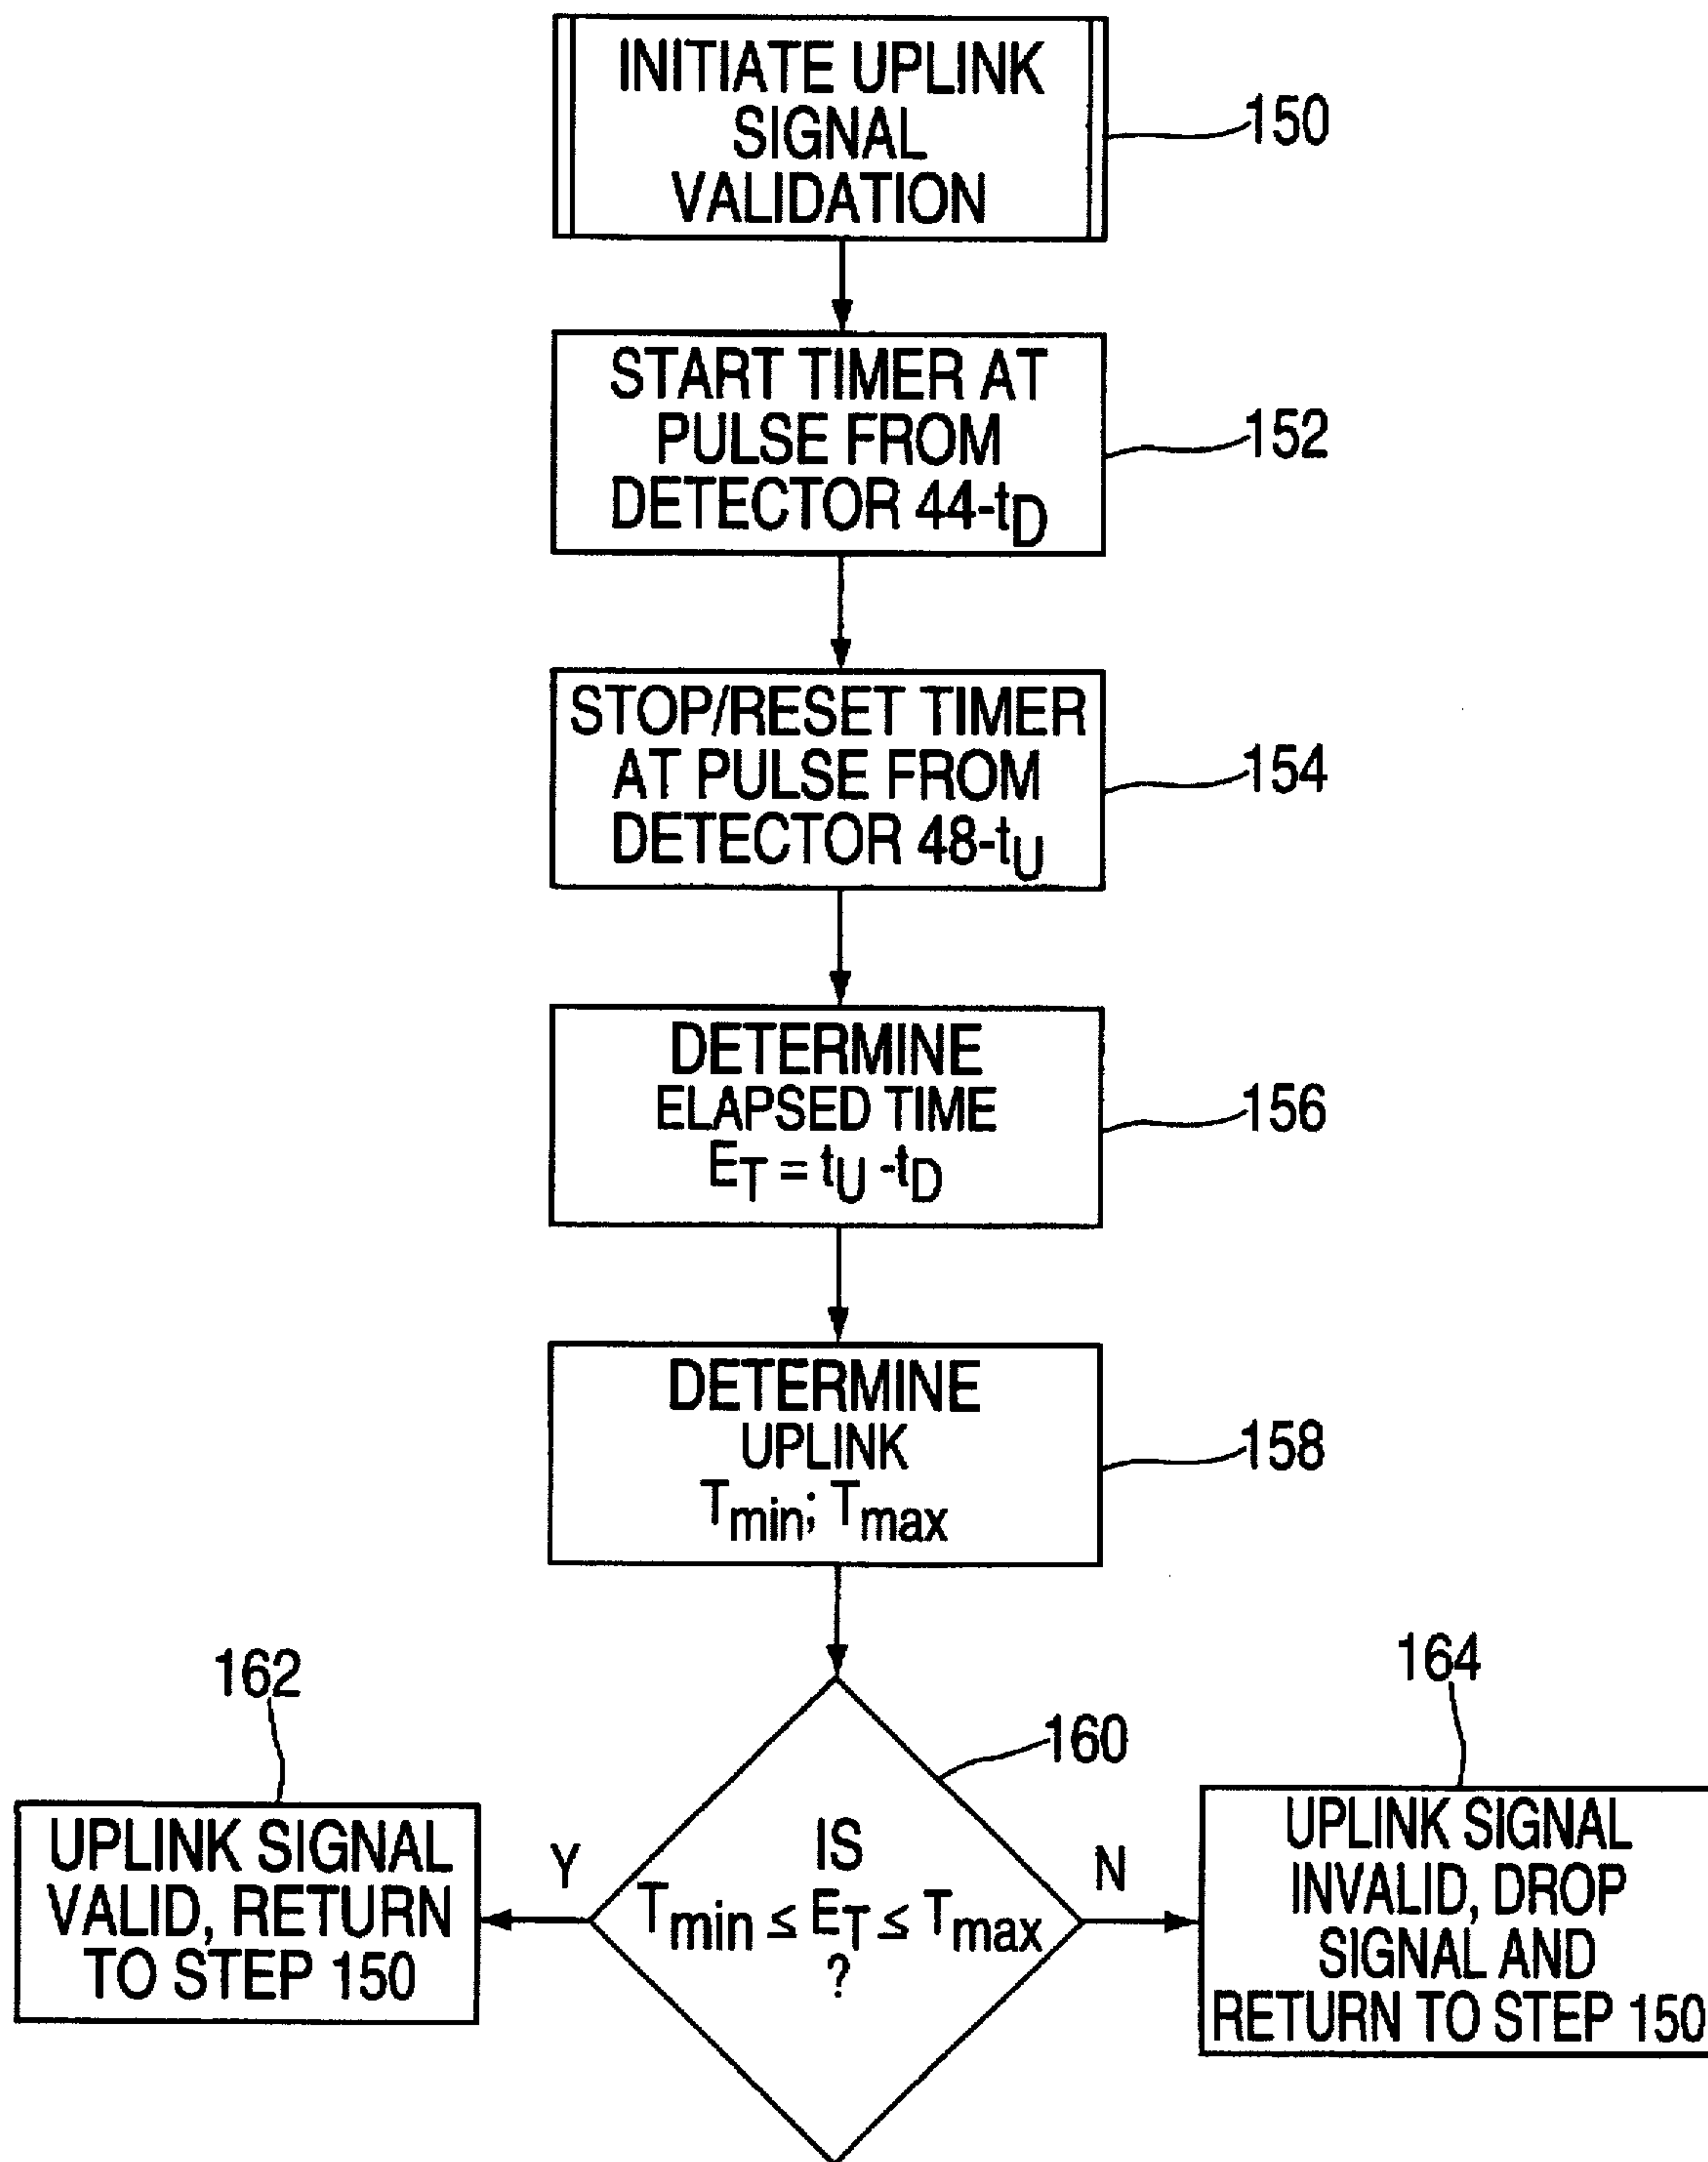 INITIATE UPLINK
SIGNAL
VALIDATION
150
START TIMER AT
PULSE FROM
DETECTOR 44-tD
152
STOP/RESET TIMER
AT PULSE FROM
DETECTOR 48-tU
154
DETERMINE
ELAPSED TIME
ET = tU -tD
156
DETERMINE
UPLINK
Tmin; Tmax
158
160
IS
Tmin ≤ ET ≤ Tmax
?
Y
N
162
UPLINK SIGNAL
VALID, RETURN
TO STEP 150
164
UPLINK SIGNAL
INVALID, DROP
SIGNAL AND
RETURN TO STEP 150